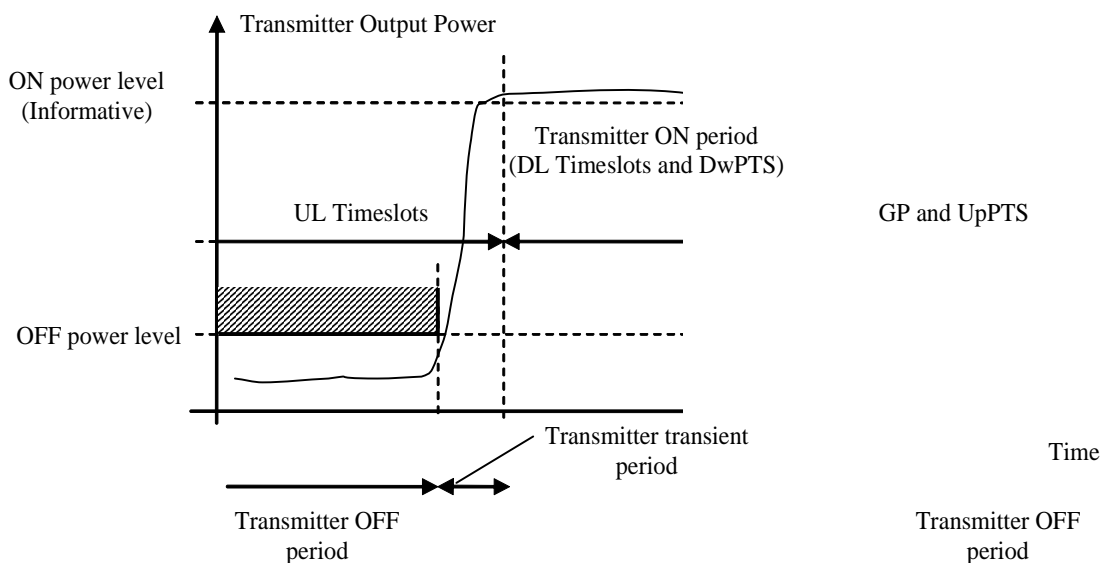 Transmitter Output Power
ON power level
(Informative)
Transmitter ON period
(DL Timeslots and DwPTS)
UL Timeslots
GP and UpPTS
OFF power level
Transmitter transient
period
Time
Transmitter OFF
period
Transmitter OFF
period